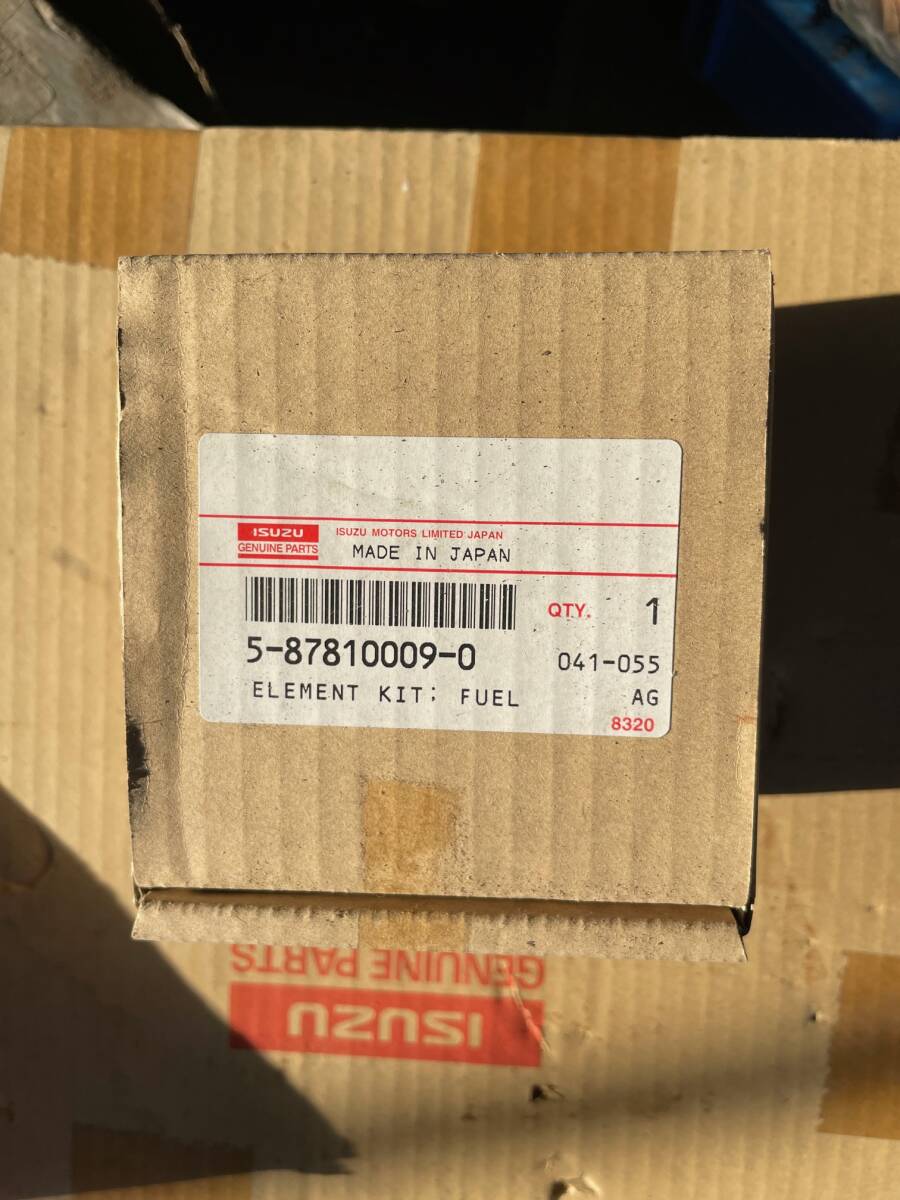 ISUZU
GENUINE PARTS
ISUZU MOTORS LIMITED JAPAN
MADE IN JAPAN
QTY. 1
5-87810009-0
041-055
ELEMENT KIT; FUEL
AG
8320
GENUINE PARTS
ISUZU